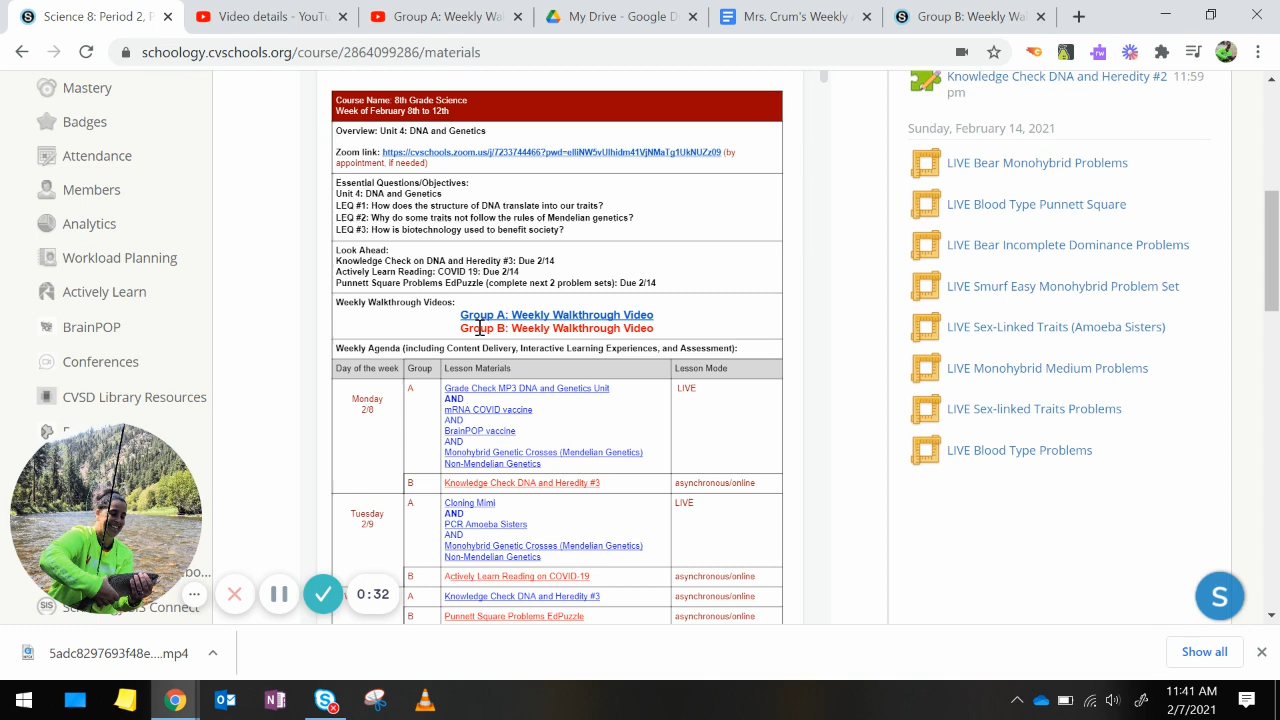 Science 8: Period 2, P
Video details - YouTu
Group A: Weekly Walk
My Drive - Google D
Mrs. Crum's Weekly
Group B: Weekly Wal
schoology.cvschools.org/course/2864099286/materials
Mastery
Badges
Attendance
Members
Analytics
Workload Planning
Actively Learn
BrainPOP
Conferences
CVSD Library Resources
Course Name: 8th Grade Science
Week of February 8th to 12th
Overview: Unit 4: DNA and Genetics
Zoom link: https://cvschools.zoom.us/j/7233744466?pwd=elliNW5vUlhidm41VjNMaTg1UkNUZz09 (by
appointment, if needed)
Essential Questions/Objectives:
Unit 4: DNA and Genetics
LEQ #1: How does the structure of DNA translate into our traits?
LEQ #2: Why do some traits not follow the rules of Mendelian genetics?
LEQ #3: How is biotechnology used to benefit society?
Look Ahead:
Knowledge Check on DNA and Heredity #3: Due 2/14
Actively Learn Reading: COVID 19: Due 2/14
Punnett Square Problems EdPuzzle (complete next 2 problem sets): Due 2/14
Weekly Walkthrough Videos:
Group A: Weekly Walkthrough Video
Group B: Weekly Walkthrough Video
Weekly Agenda (including Content Delivery, Interactive Learning Experiences, and Assessment):
Day of the week Group Lesson Materials Lesson Mode
Monday
2/8
A
Grade Check MP3 DNA and Genetics Unit
AND
mRNA COVID vaccine
AND
BrainPOP vaccine
AND
Monohybrid Genetic Crosses (Mendelian Genetics)
Non-Mendelian Genetics
LIVE
B Knowledge Check DNA and Heredity #3 asynchronous/online
Tuesday
2/9
A
Cloning Mimi
AND
PCR Amoeba Sisters
AND
Monohybrid Genetic Crosses (Mendelian Genetics)
Non-Mendelian Genetics
LIVE
B Actively Learn Reading on COVID-19 asynchronous/online
A Knowledge Check DNA and Heredity #3 asynchronous/online
B Punnett Square Problems EdPuzzle asynchronous/online
Knowledge Check DNA and Heredity #2 11:59
pm
Sunday, February 14, 2021
LIVE Bear Monohybrid Problems
LIVE Blood Type Punnett Square
LIVE Bear Incomplete Dominance Problems
LIVE Smurf Easy Monohybrid Problem Set
LIVE Sex-Linked Traits (Amoeba Sisters)
LIVE Monohybrid Medium Problems
LIVE Sex-linked Traits Problems
LIVE Blood Type Problems
0:32
S
5adc8297693f48e....mp4
Show all
11:41 AM
2/7/2021